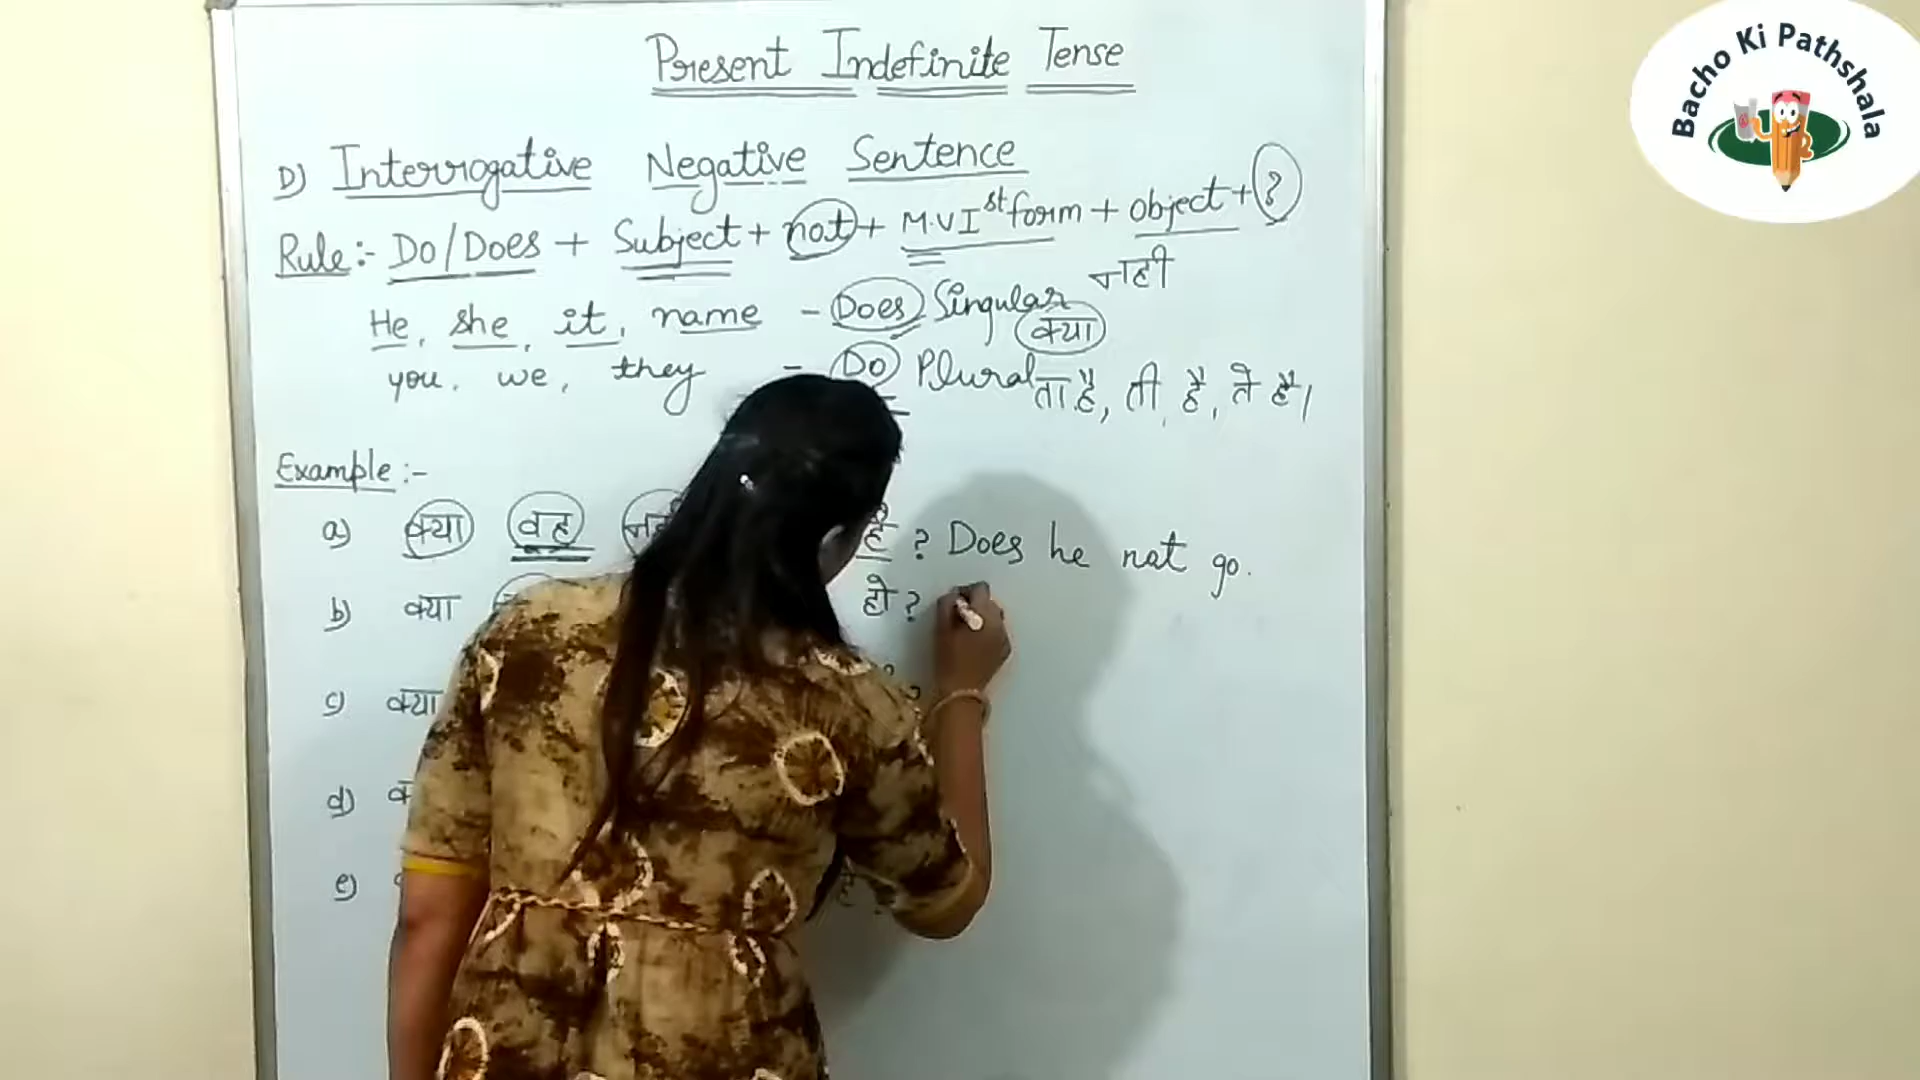 Present Indefinite Tense
Bacho Ki Pathshala
D) Interrogative Negative Sentence
Rule:- Do/Does + Subject + not + M.V Ist form + object + ?
नही
He, she, it, name - Does Singular
क्या
you, we, they - Do Plural
ता है, ती है, ते हैं।
Example:-
a) क्या वह है ? Does he not go.
b) क्या हो ?
c) क्या ?
d)
e)